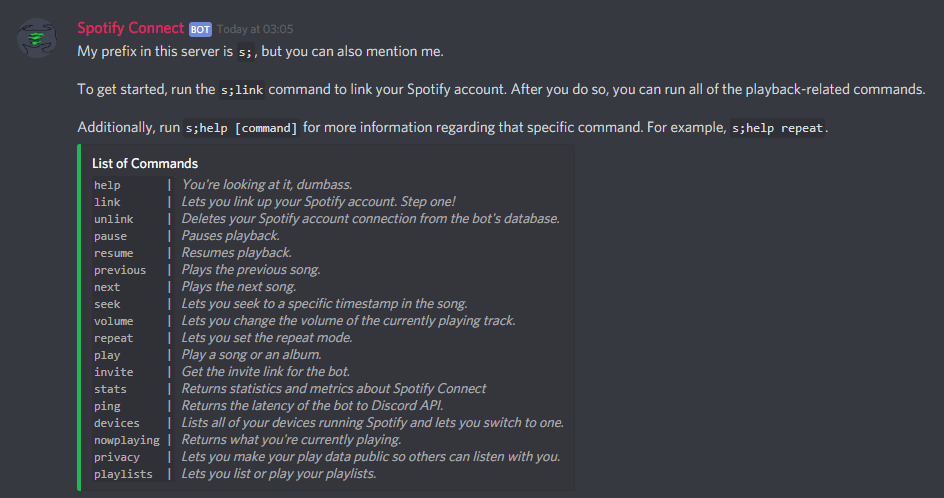 Spotify Connect BOT Today at 03:05
My prefix in this server is s;, but you can also mention me.
To get started, run the s;link command to link your Spotify account. After you do so, you can run all of the playback-related commands.
Additionally, run s;help [command] for more information regarding that specific command. For example, s;help repeat.
List of Commands
help | You're looking at it, dumbass.
link | Lets you link up your Spotify account. Step one!
unlink | Deletes your Spotify account connection from the bot's database.
pause | Pauses playback.
resume | Resumes playback.
previous | Plays the previous song.
next | Plays the next song.
seek | Lets you seek to a specific timestamp in the song.
volume | Lets you change the volume of the currently playing track.
repeat | Lets you set the repeat mode.
play | Play a song or an album.
invite | Get the invite link for the bot.
stats | Returns statistics and metrics about Spotify Connect
ping | Returns the latency of the bot to Discord API.
devices | Lists all of your devices running Spotify and lets you switch to one.
nowplaying | Returns what you're currently playing.
privacy | Lets you make your play data public so others can listen with you.
playlists | Lets you list or play your playlists.